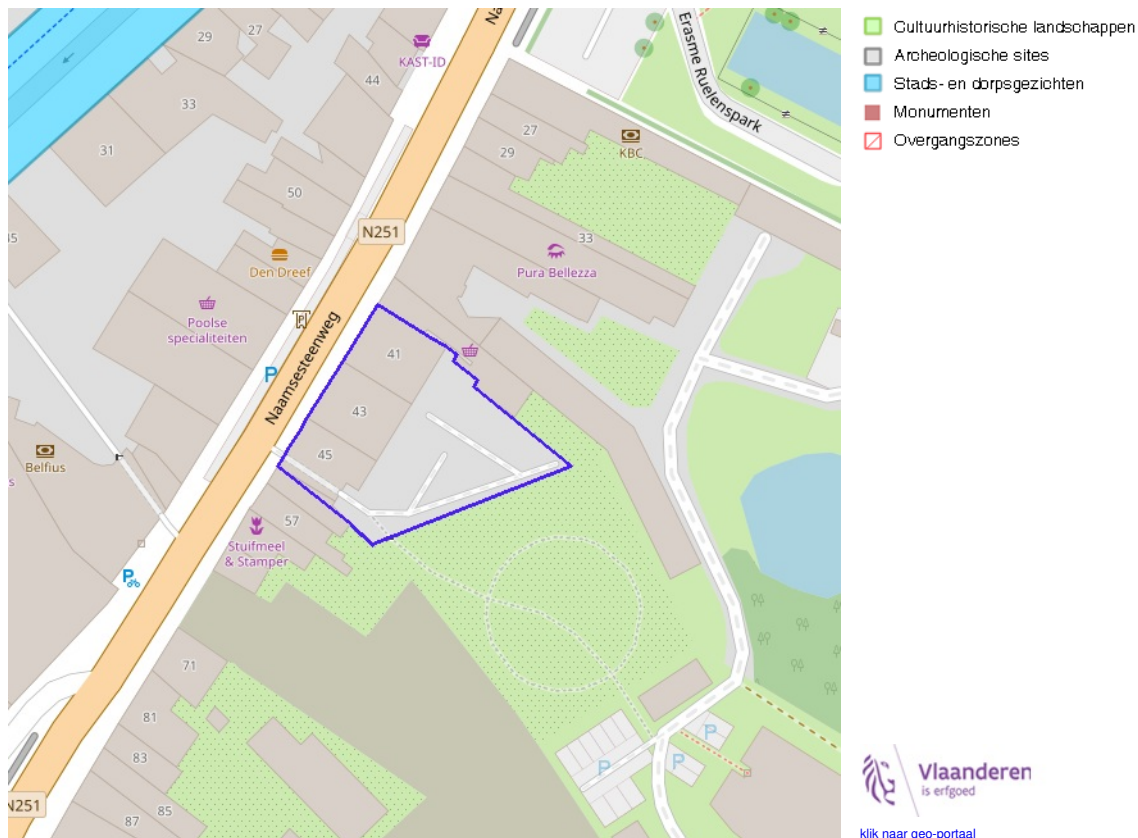 27
29
33
31
KAST-ID
44
Na
Erasme Ruelenspark
27
29
KBC
50
N251
33
Pura Bellezza
Den Dreef
Poolse
specialiteiten
P
P
Naamsesteenweg
41
43
45
Belfius
s
57
Stuifmeel
& Stamper
P
71
81
83
85
87
N251
P
P
P
Cultuurhistorische landschappen
Archeologische sites
Stads- en dorpsgezichten
Monumenten
Overgangszones
Vlaanderen
is erfgoed
klik naar geo-portaal